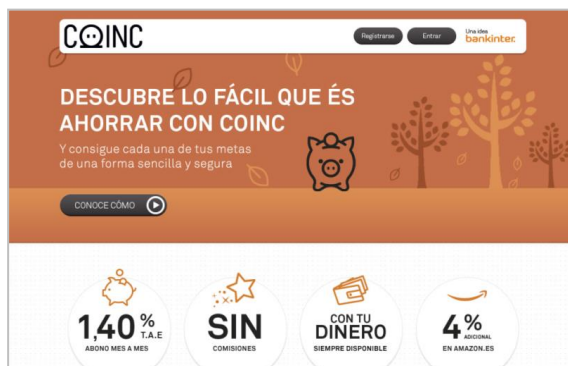 COINC
Registrarse
Entrar
Una idea
bankinter.
DESCUBRE LO FÁCIL QUE ÉS
AHORRAR CON COINC
Y consigue cada una de tus metas
de una forma sencilla y segura
CONOCE CÓMO
1,40 % T.A.E
ABONO MES A MES
SIN
COMISIONES
CON TU
DINERO
SIEMPRE DISPONIBLE
4% ADICIONAL
EN AMAZON.ES